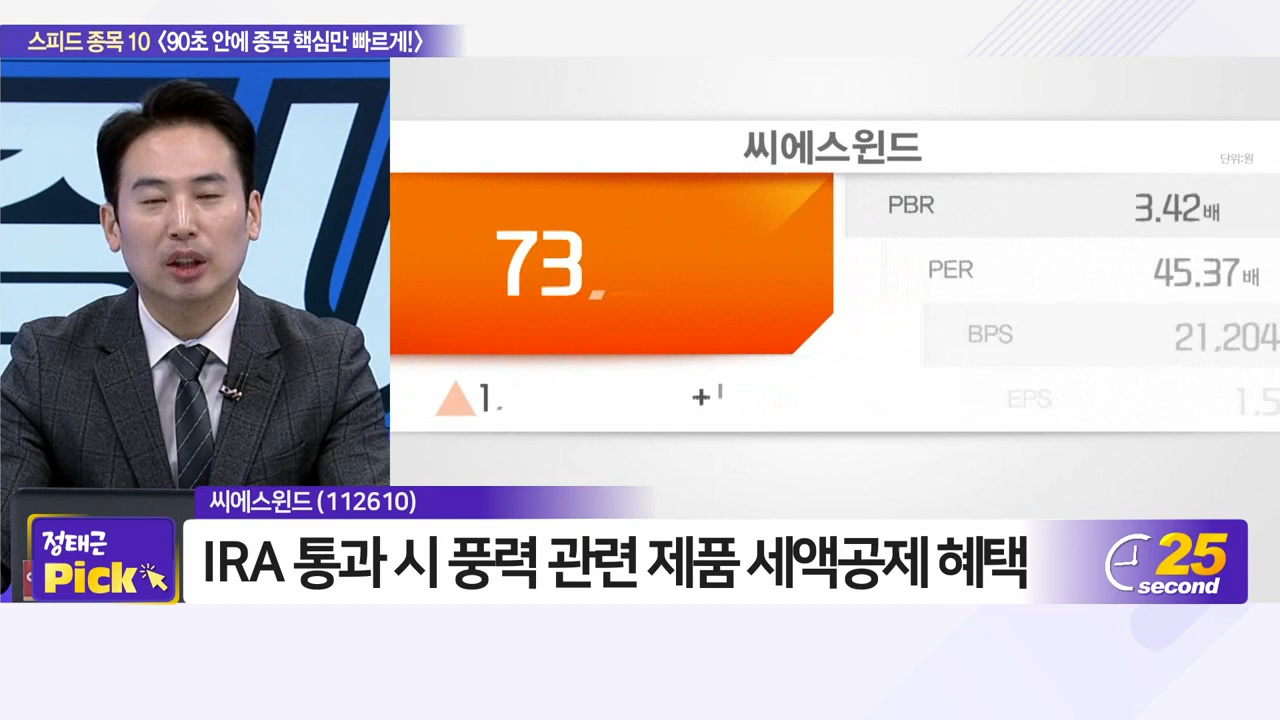 스피드 종목 10 <90초 안에 종목 핵심만 빠르게!>
씨에스윈드
단위:원
73.
PBR 3.42배
PER 45.37배
BPS 21,204
EPS 1.5
▲1.
+
씨에스윈드 (112610)
정태근
Pick
IRA 통과 시 풍력 관련 제품 세액공제 혜택
25
second